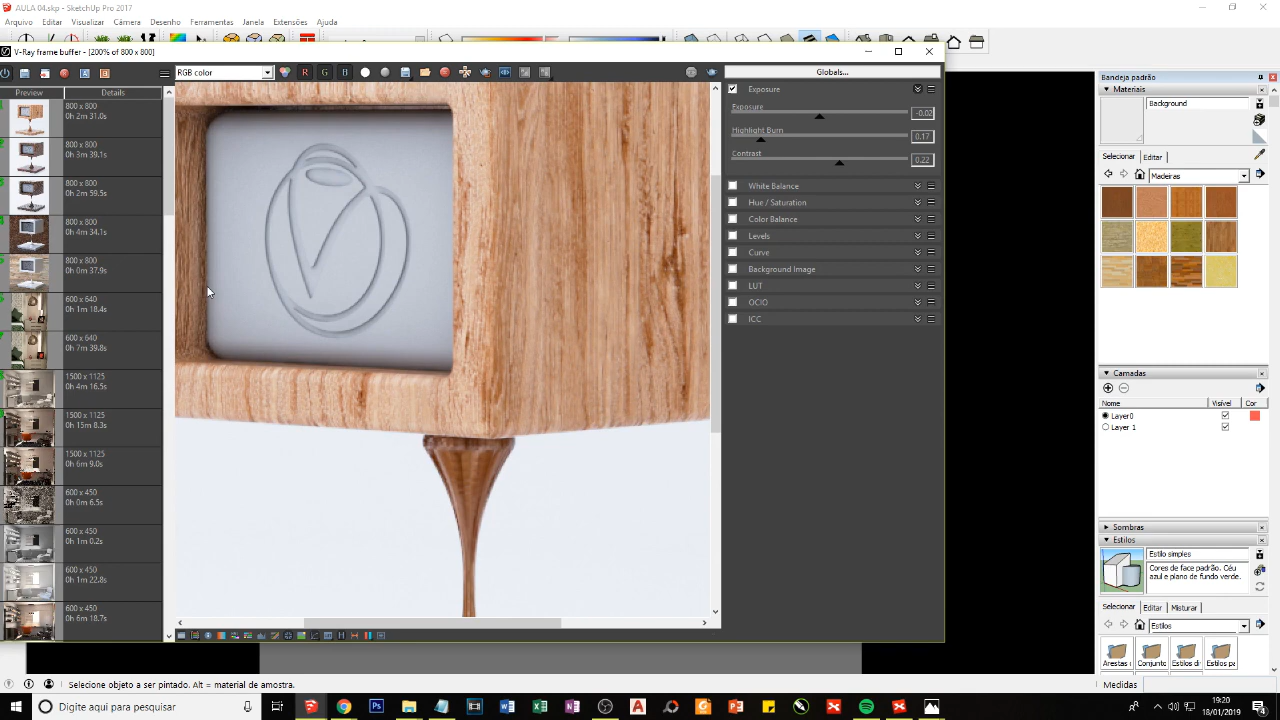 AULA 04.skp - SketchUp Pro 2017
Arquivo Editar Visualizar Câmera Desenho Ferramentas Janela Extensões Ajuda
V-Ray frame buffer - [200% of 800 x 800]
RGB color
R G B
Globals...
Preview Details
800 x 800
0h 2m 31.0s
800 x 800
0h 3m 39.1s
800 x 800
0h 2m 59.5s
800 x 800
0h 4m 34.1s
800 x 800
0h 0m 37.9s
600 x 640
0h 1m 18.4s
600 x 640
0h 7m 39.8s
1500 x 1125
0h 4m 16.5s
1500 x 1125
0h 15m 8.3s
1500 x 1125
0h 6m 9.0s
600 x 450
0h 0m 6.5s
600 x 450
0h 1m 0.2s
600 x 450
0h 1m 22.8s
600 x 450
0h 6m 18.7s
Exposure
Exposure -0.02
Highlight Burn 0.17
Contrast 0.22
White Balance
Hue / Saturation
Color Balance
Levels
Curve
Background Image
LUT
OCIO
ICC
Bandeja padrão
Materiais
Background
Selecionar Editar
Madeiras
Camadas
Nome Visível Cor
Layer0
Layer 1
Sombras
Estilos
Estilo simples
Cores de face padrão. Céu
azul e plano de fundo verde.
Selecionar Editar Misturar
Estilos
Arestas Conjunto Estilos di Estilos pa
Selecione objeto a ser pintado. Alt = material de amostra.
Medidas
Digite aqui para pesquisar
19:20
18/01/2019